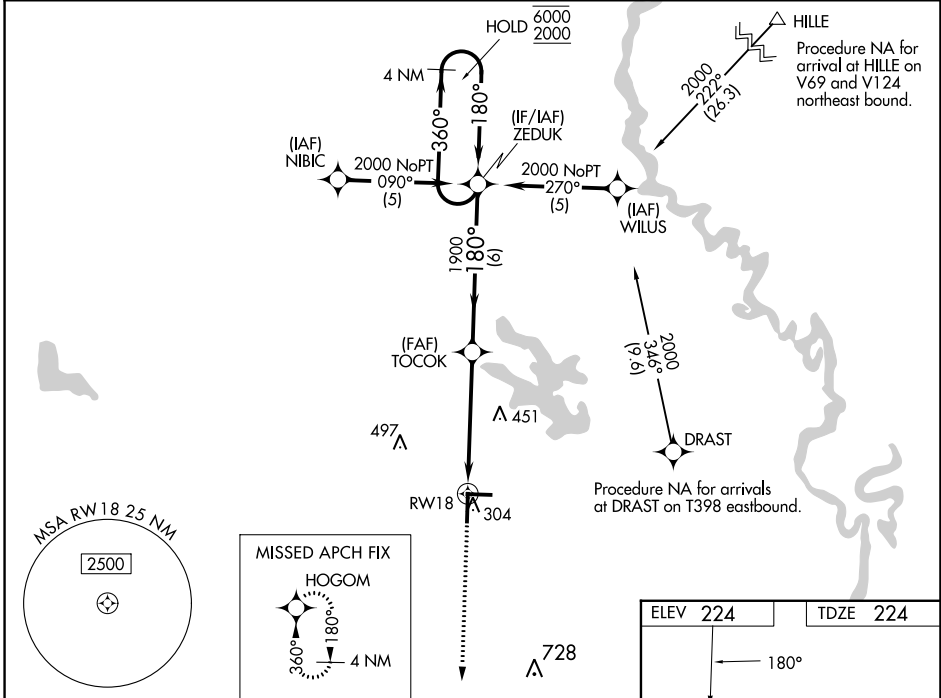 HOLD 6000
2000
HILLE
Procedure NA for
arrival at HILLE on
V69 and V124
northeast bound.
4 NM
2000
222°
(26.3)
360°
180°
(IF/IAF)
ZEDUK
(IAF)
NIBIC
2000 NoPT
090°
(5)
2000 NoPT
270°
(5)
(IAF)
WILUS
1900
180°
(6)
(FAF)
TOCOK
2000
346°
(9.6)
451
497
DRAST
RW18
304
Procedure NA for arrivals
at DRAST on T398 eastbound.
MSA RW18 25 NM
2500
MISSED APCH FIX
HOGOM
360°
180°
4 NM
728
ELEV 224
TDZE 224
180°